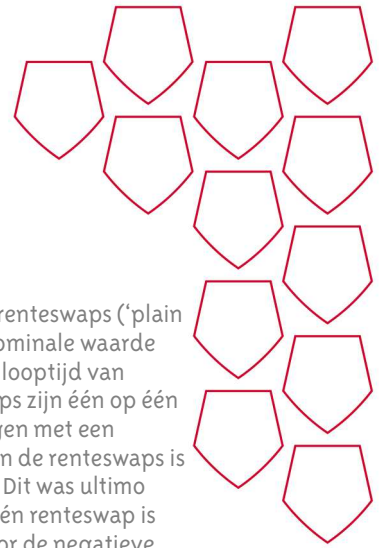 renteswaps (‘plain
ominale waarde
looptijd van
ps zijn één op één
gen met een
n de renteswaps is
Dit was ultimo
én renteswap is
or de negatieve